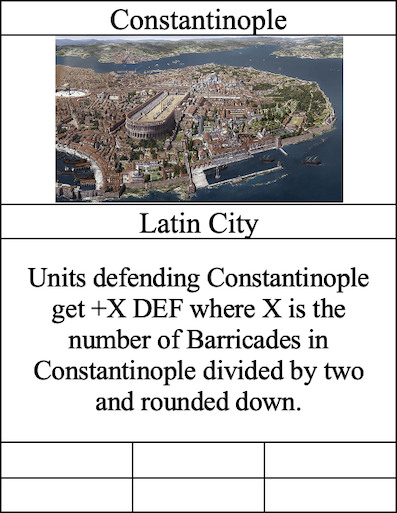 Constantinople
Latin City
Units defending Constantinople
get +X DEF where X is the
number of Barricades in
Constantinople divided by two
and rounded down.